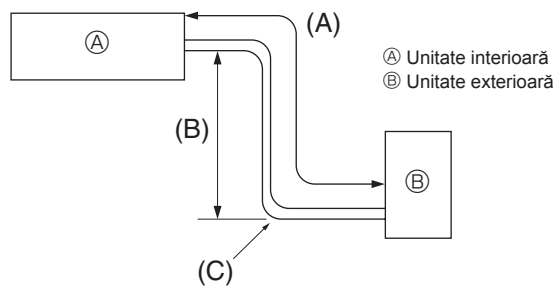 (A)
Ⓐ
Ⓐ Unitate interioară
Ⓑ Unitate exterioară
(B)
Ⓑ
(C)